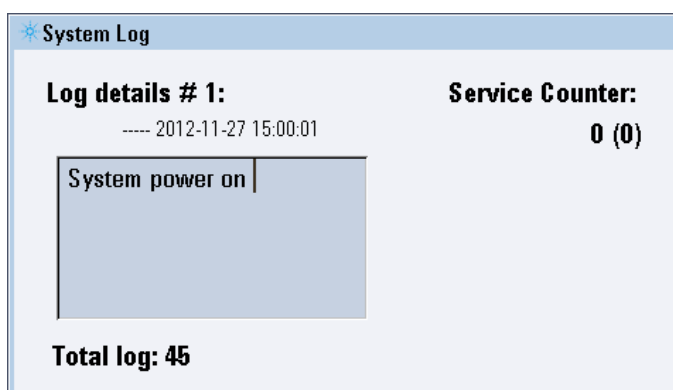 System Log
Log details # 1:
Service Counter:
----- 2012-11-27 15:00:01
0 (0)
System power on
Total log: 45